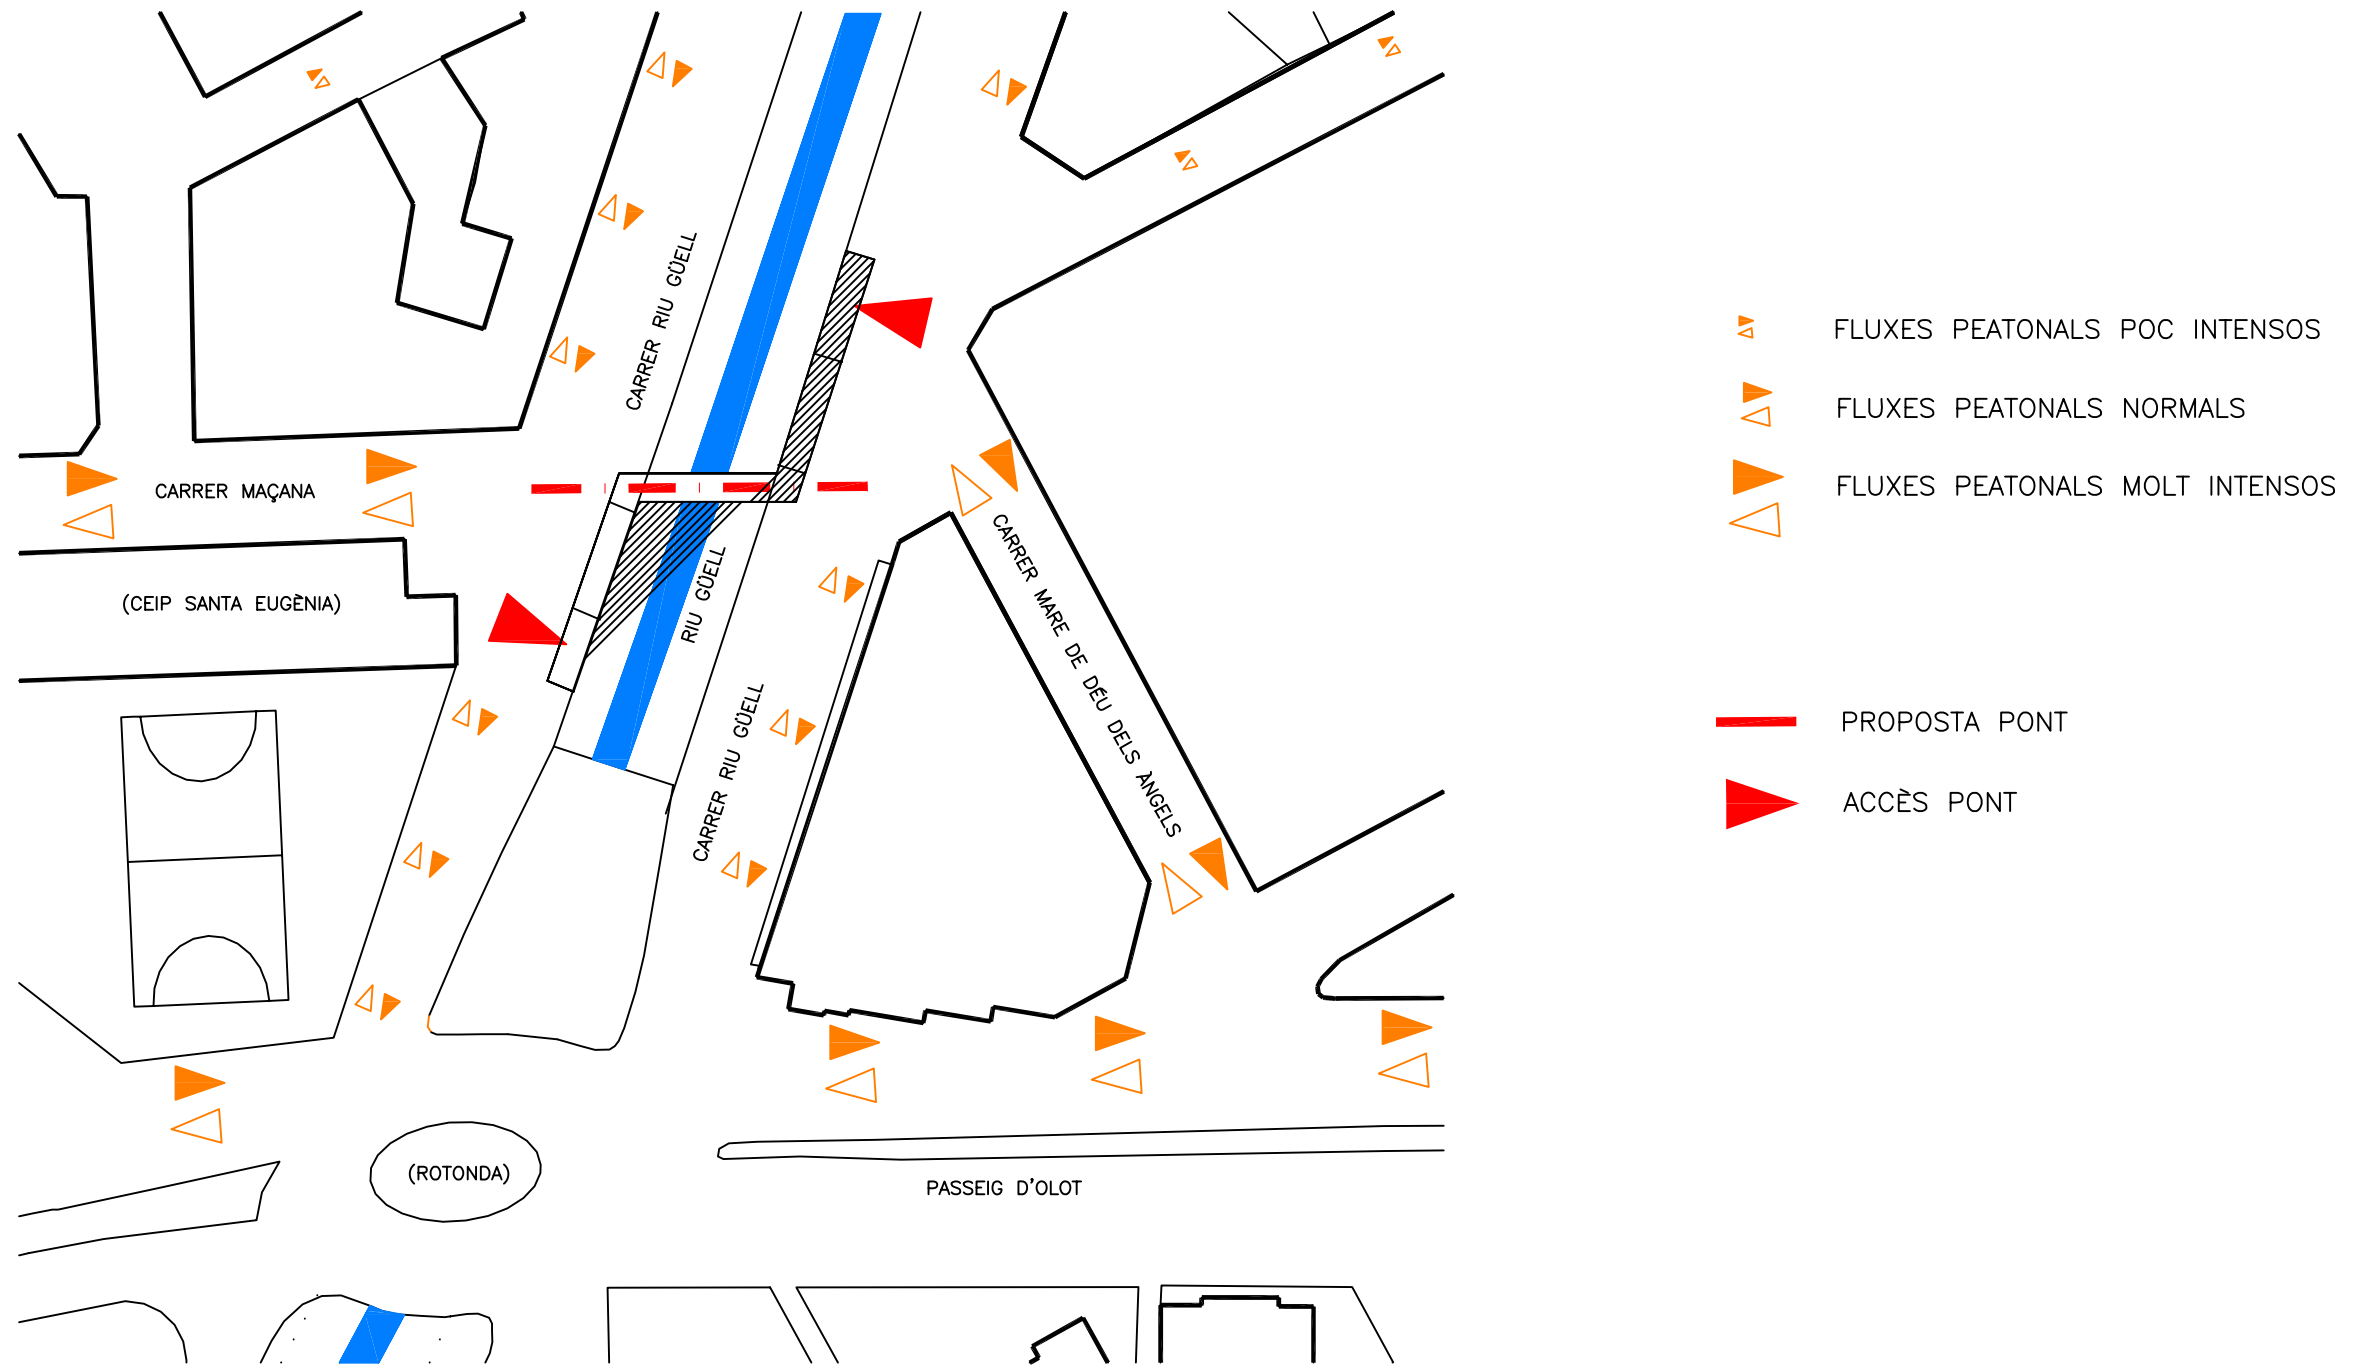 CARRER RIU GÜELL
CARRER MAÇANA
(CEIP SANTA EUGÈNIA)
RIU GÜELL
CARRER RIU GÜELL
CARRER MARE DE DÉU DELS ÀNGELS
(ROTONDA)
PASSEIG D'OLOT
FLUXES PEATONALS POC INTENSOS
FLUXES PEATONALS NORMALS
FLUXES PEATONALS MOLT INTENSOS
PROPOSTA PONT
ACCÈS PONT